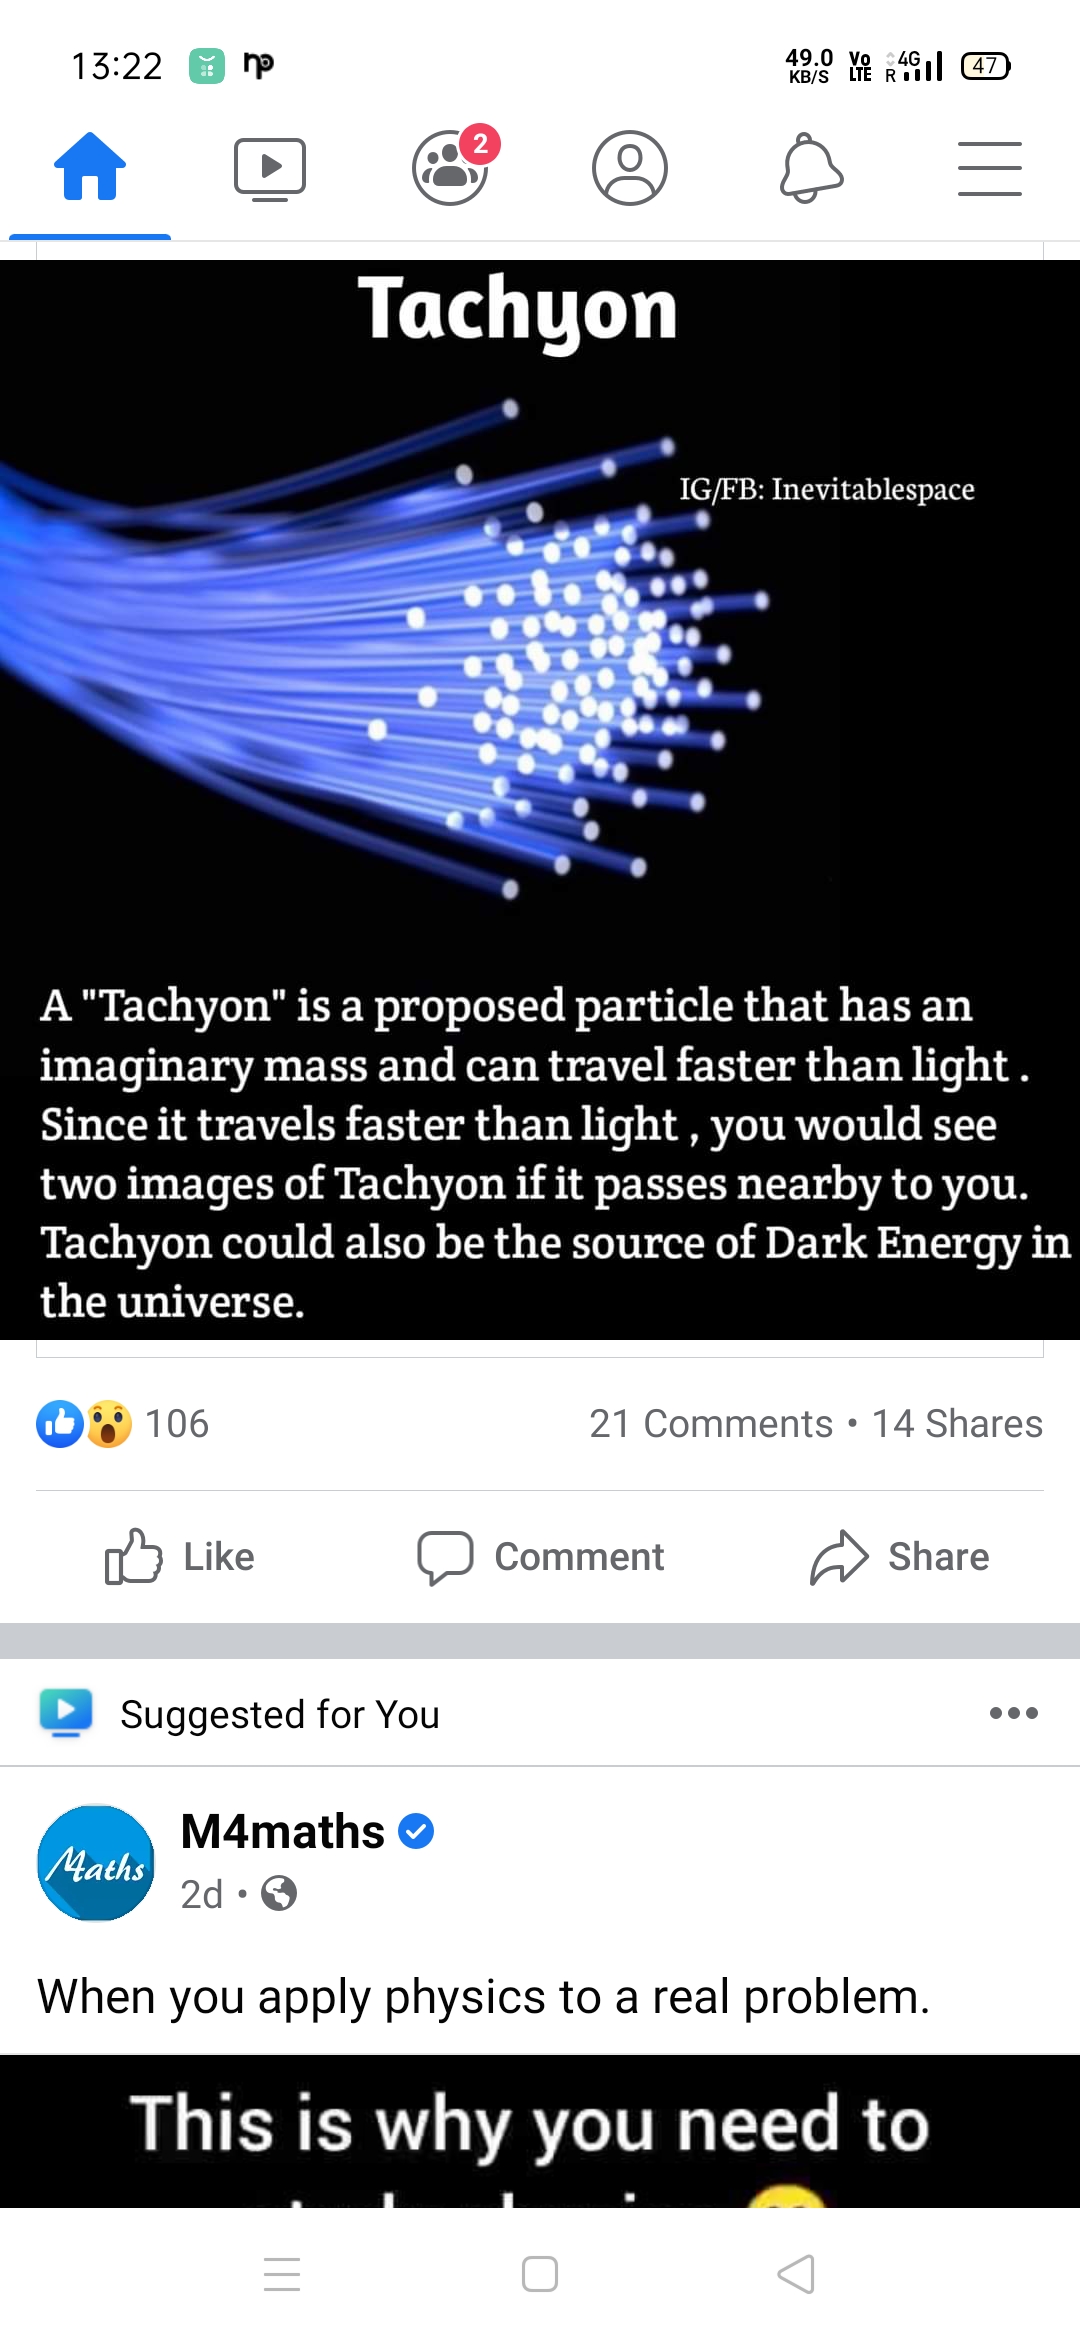 13:22
49.0 KB/S Vo LTE R 4G 47
2
Tachyon
IG/FB: Inevitablespace
A "Tachyon" is a proposed particle that has an
imaginary mass and can travel faster than light .
Since it travels faster than light , you would see
two images of Tachyon if it passes nearby to you.
Tachyon could also be the source of Dark Energy in
the universe.
106
21 Comments • 14 Shares
Like Comment Share
Suggested for You
Maths
M4maths
2d •
When you apply physics to a real problem.
This is why you need to